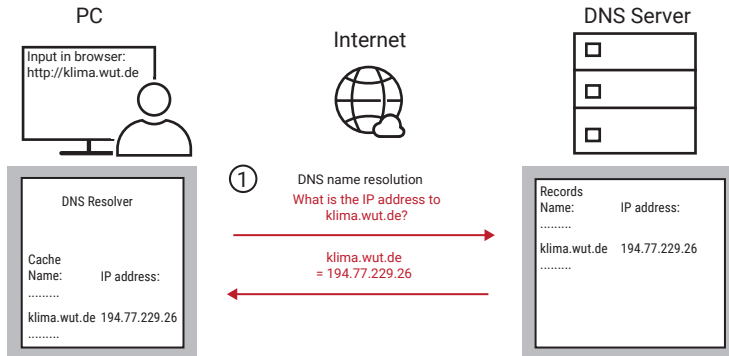 PC
Internet
DNS Server
Input in browser:
http://klima.wut.de
1
DNS name resolution
What is the IP address to
klima.wut.de?
klima.wut.de
= 194.77.229.26
DNS Resolver
Cache
Name: IP address:
.........
klima.wut.de 194.77.229.26
.........
Records
Name: IP address:
.........
klima.wut.de 194.77.229.26
.........